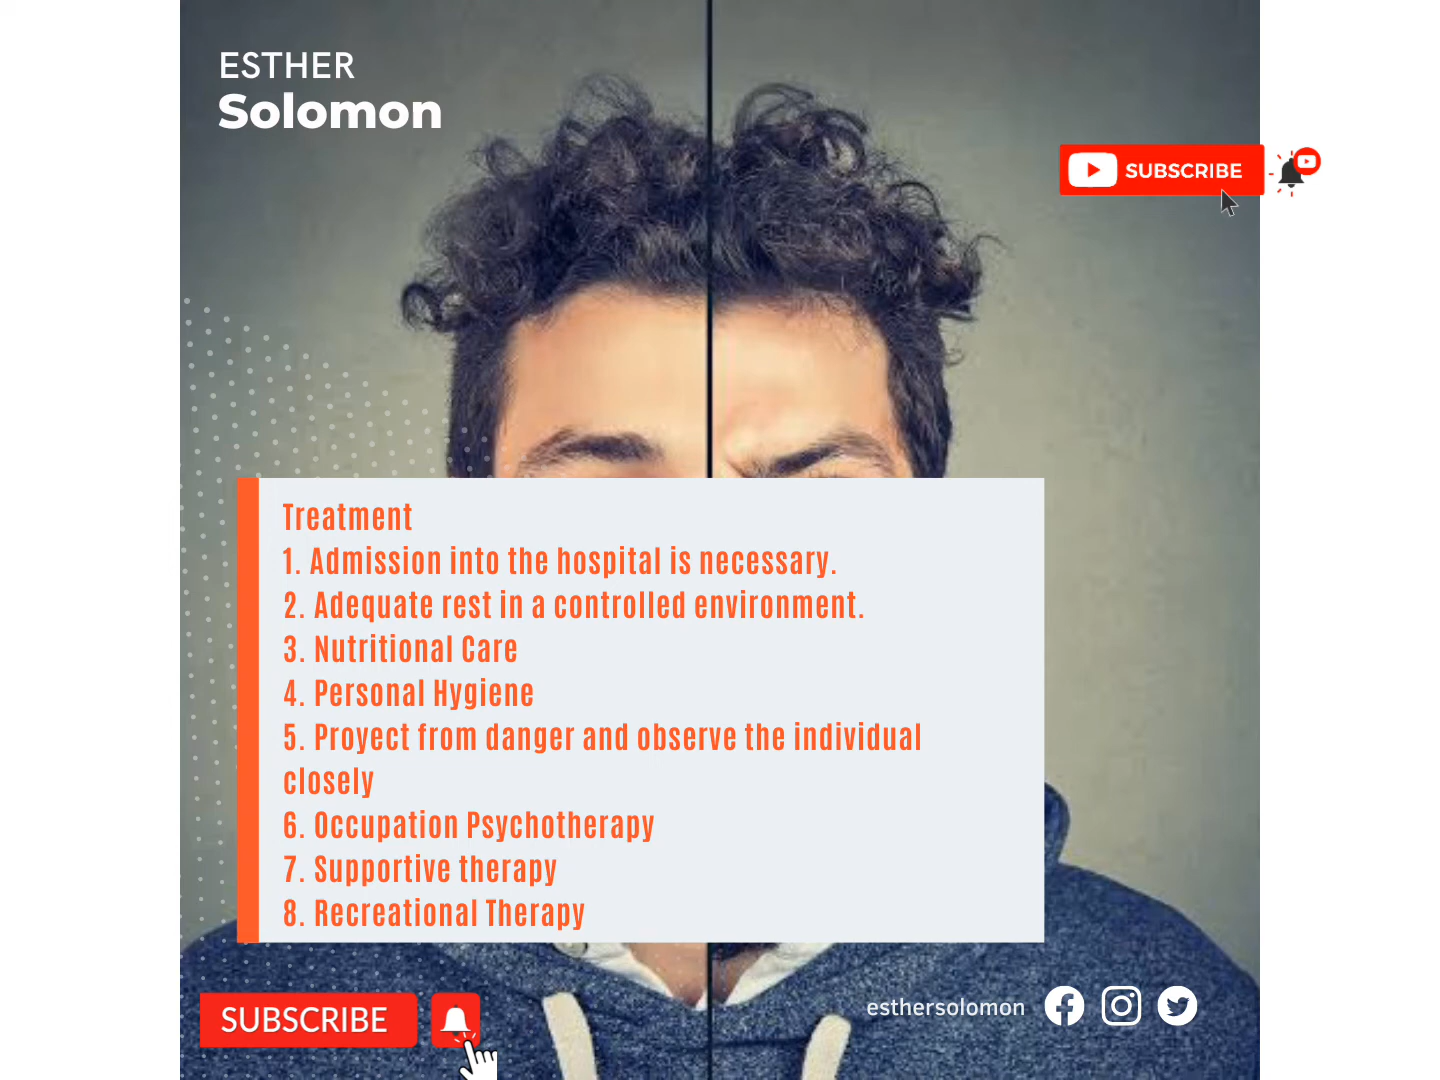 ESTHER
Solomon
SUBSCRIBE
Treatment
1. Admission into the hospital is necessary.
2. Adequate rest in a controlled environment.
3. Nutritional Care
4. Personal Hygiene
5. Proyect from danger and observe the individual
closely
6. Occupation Psychotherapy
7. Supportive therapy
8. Recreational Therapy
SUBSCRIBE
esthersolomon